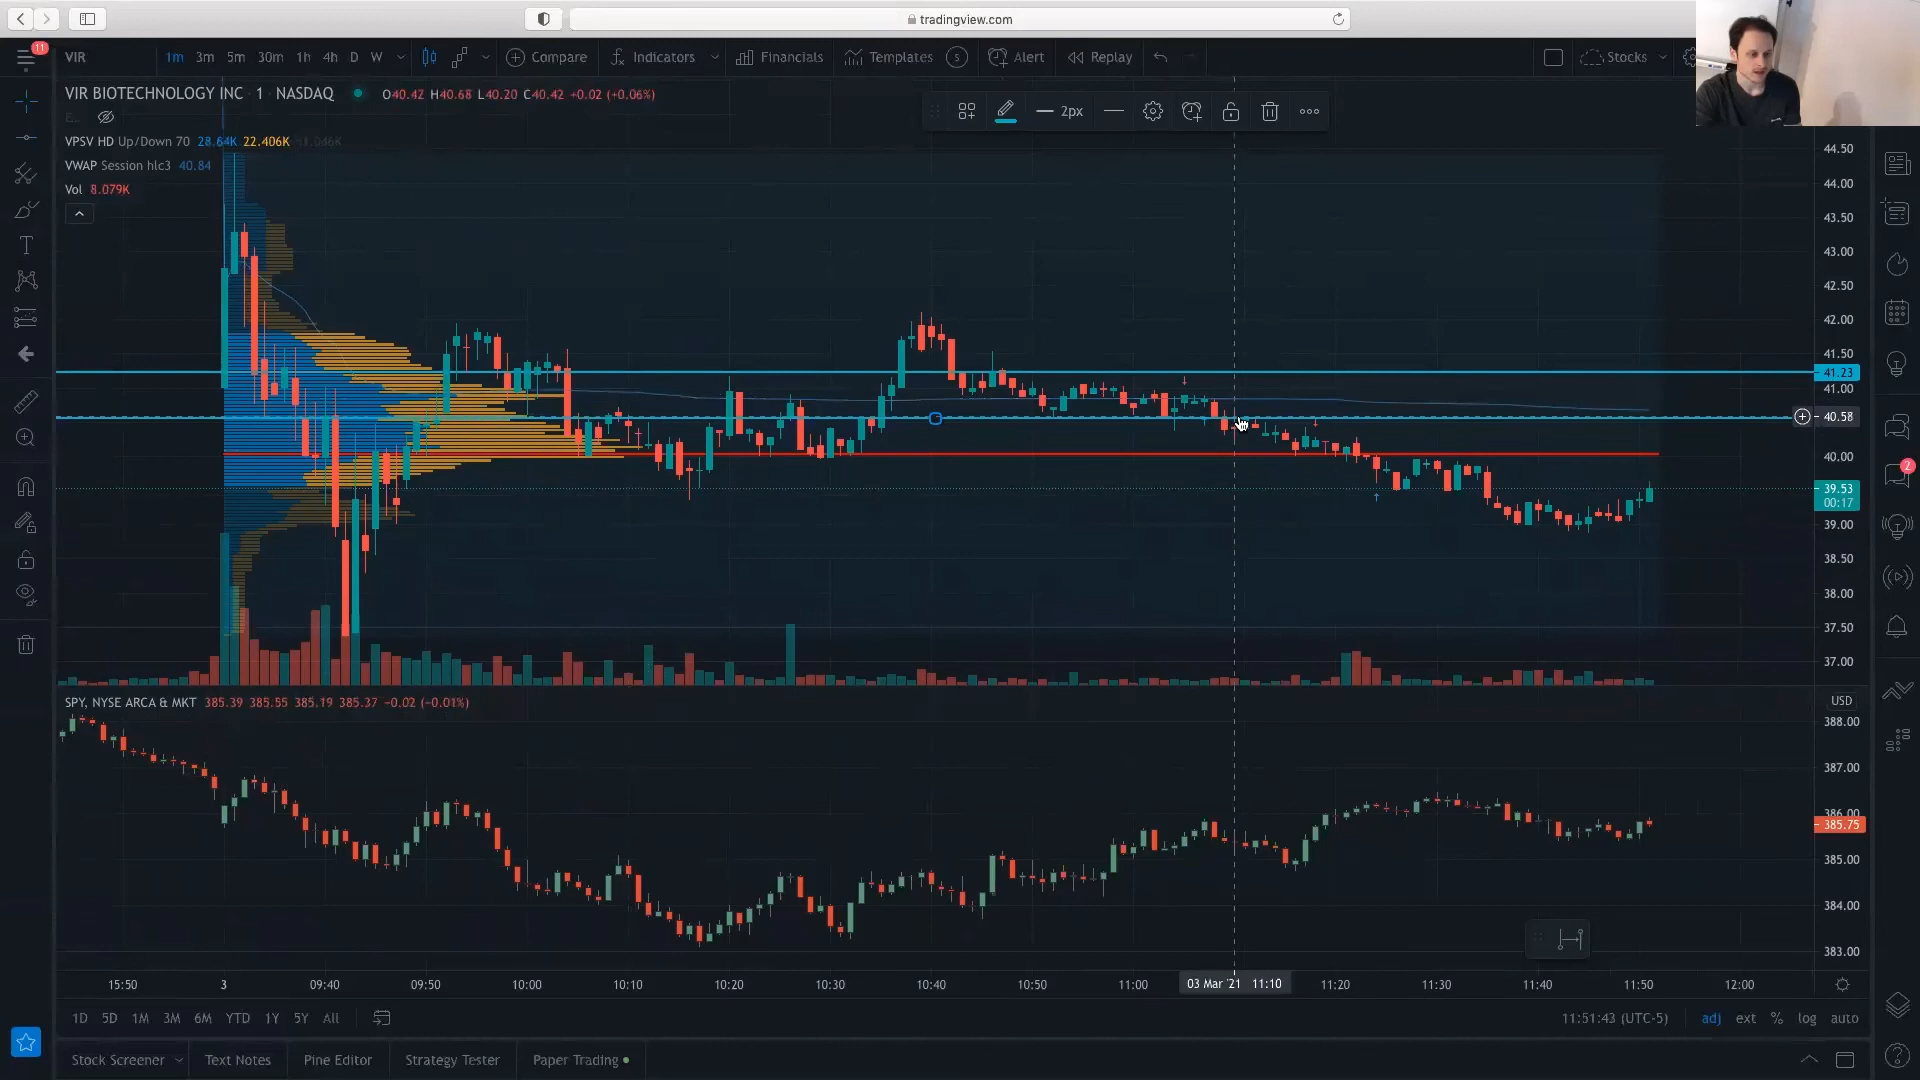 tradingview.com
11
VIR 1m 3m 5m 30m 1h 4h D W Compare Indicators Financials Templates S Alert Replay Stocks
VIR BIOTECHNOLOGY INC · 1 · NASDAQ O40.42 H40.68 L40.20 C40.42 +0.02 (+0.06%)
2px
VPSV HD Up/Down 70 28.64K 22.406K
VWAP Session hlc3 40.84
Vol 8.079K
44.50
44.00
43.50
43.00
42.50
42.00
41.50
41.23
41.00
40.58
40.00
39.53
00:17
39.00
38.50
38.00
37.50
37.00
2
SPY, NYSE ARCA & MKT 385.39 385.55 385.19 385.37 −0.02 (−0.01%)
USD
388.00
387.00
386.00
385.75
385.00
384.00
383.00
15:50 3 09:40 09:50 10:00 10:10 10:20 10:30 10:40 10:50 11:00 03 Mar '21 11:10 11:20 11:30 11:40 11:50 12:00
1D 5D 1M 3M 6M YTD 1Y 5Y All 11:51:43 (UTC-5) adj ext % log auto
Stock Screener Text Notes Pine Editor Strategy Tester Paper Trading